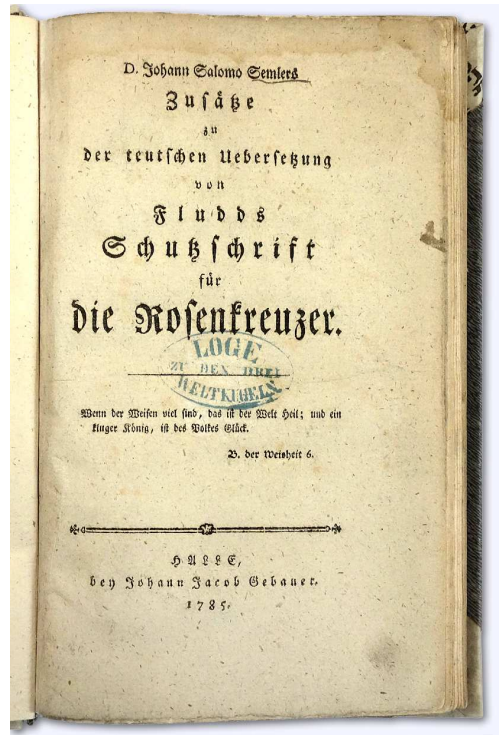 D. Johann Salomo Semlers
Zusätze
zu
der teutschen Uebersetzung
von
Fludds
Schutzschrift
für
die Rosenkreuzer.
LOGE
ZU DEN DREI
WELTKUGELN
Wenn der Weisen viel sind, das ist der Welt Heil; und ein
kluger König, ist des Volkes Glück.
B. der Weisheit 6.
HALLE,
bey Johann Jacob Gebauer.
1785.